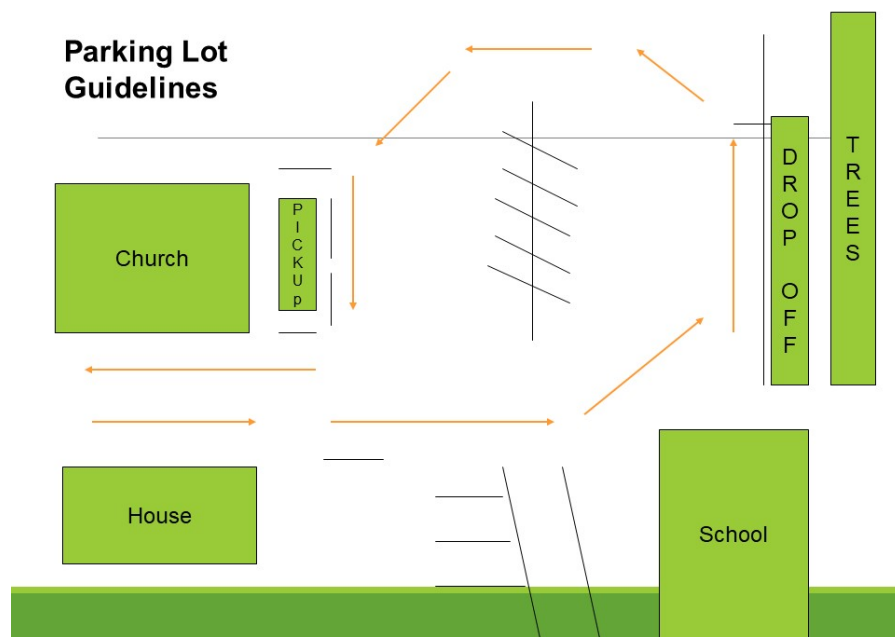 Parking Lot
Guidelines
TREES
DROP OFF
PICKUp
Church
House
School